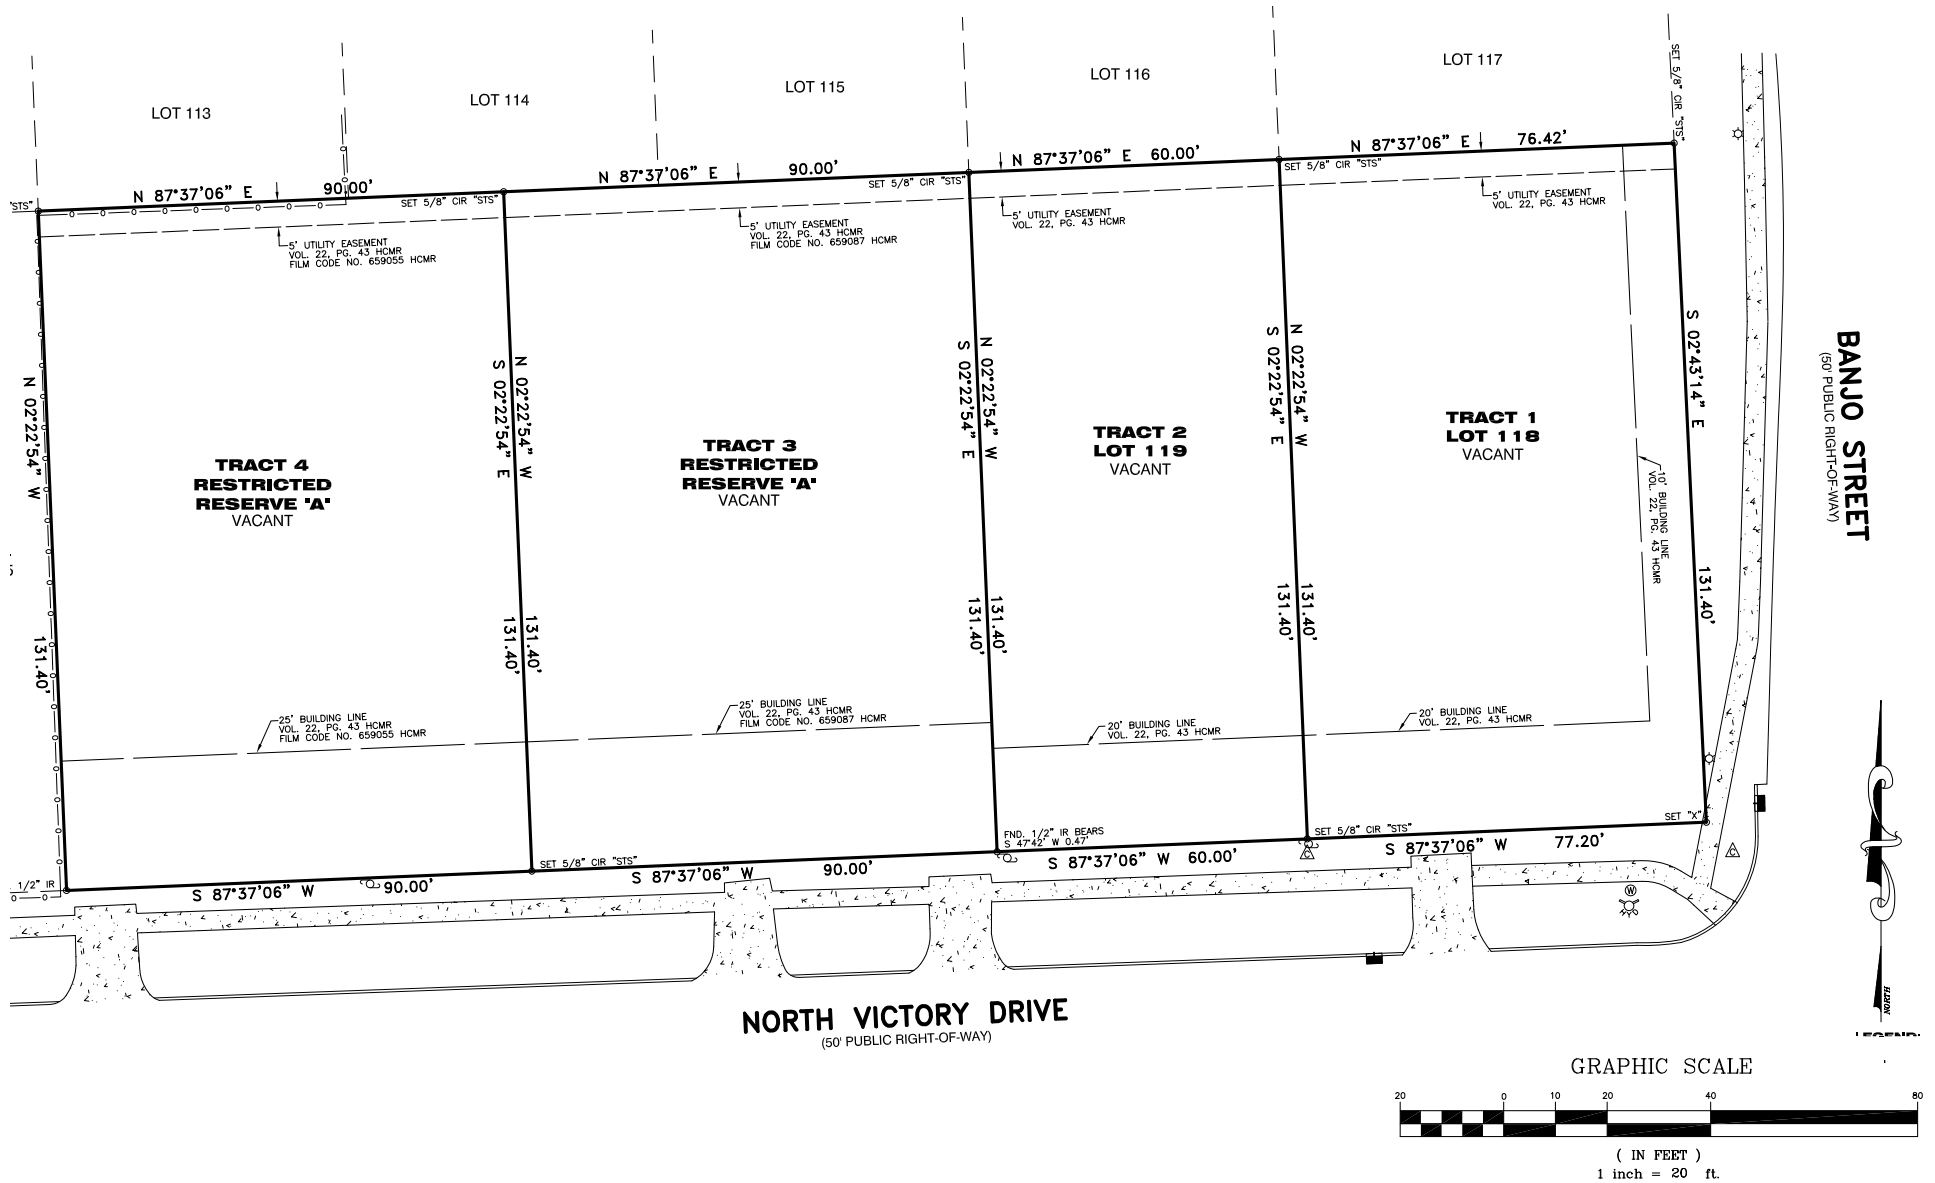 LOT 113
LOT 114
LOT 115
LOT 116
LOT 117
SET 5/8" CIR "STS"
"STS"
N 87°37'06" E 90.00'
SET 5/8" CIR "STS"
N 87°37'06" E 90.00'
SET 5/8" CIR "STS"
N 87°37'06" E 60.00'
SET 5/8" CIR "STS"
N 87°37'06" E 76.42'
5' UTILITY EASEMENT
VOL. 22, PG. 43 HCMR
FILM CODE NO. 659055 HCMR
5' UTILITY EASEMENT
VOL. 22, PG. 43 HCMR
FILM CODE NO. 659087 HCMR
5' UTILITY EASEMENT
VOL. 22, PG. 43 HCMR
5' UTILITY EASEMENT
VOL. 22, PG. 43 HCMR
N 02°22'54" W 131.40'
S 02°22'54" E 131.40'
N 02°22'54" W 131.40'
S 02°22'54" E 131.40'
N 02°22'54" W 131.40'
S 02°22'54" E 131.40'
N 02°22'54" W 131.40'
S 02°43'14" E 131.40'
TRACT 4
RESTRICTED
RESERVE "A"
VACANT
TRACT 3
RESTRICTED
RESERVE "A"
VACANT
TRACT 2
LOT 119
VACANT
TRACT 1
LOT 118
VACANT
10' BUILDING LINE
VOL. 22, PG. 43 HCMR
BANJO STREET
(50' PUBLIC RIGHT-OF-WAY)
25' BUILDING LINE
VOL. 22, PG. 43 HCMR
FILM CODE NO. 659055 HCMR
25' BUILDING LINE
VOL. 22, PG. 43 HCMR
FILM CODE NO. 659087 HCMR
20' BUILDING LINE
VOL. 22, PG. 43 HCMR
20' BUILDING LINE
VOL. 22, PG. 43 HCMR
1/2" IR
S 87°37'06" W 90.00'
SET 5/8" CIR "STS"
S 87°37'06" W 90.00'
FND. 1/2" IR BEARS
S 47°42' W 0.47'
S 87°37'06" W 60.00'
SET 5/8" CIR "STS"
S 87°37'06" W 77.20'
SET "X"
C
C
W
NORTH VICTORY DRIVE
(50' PUBLIC RIGHT-OF-WAY)
NORTH
LEGEND:
GRAPHIC SCALE
20 0 10 20 40 80
( IN FEET )
1 inch = 20 ft.